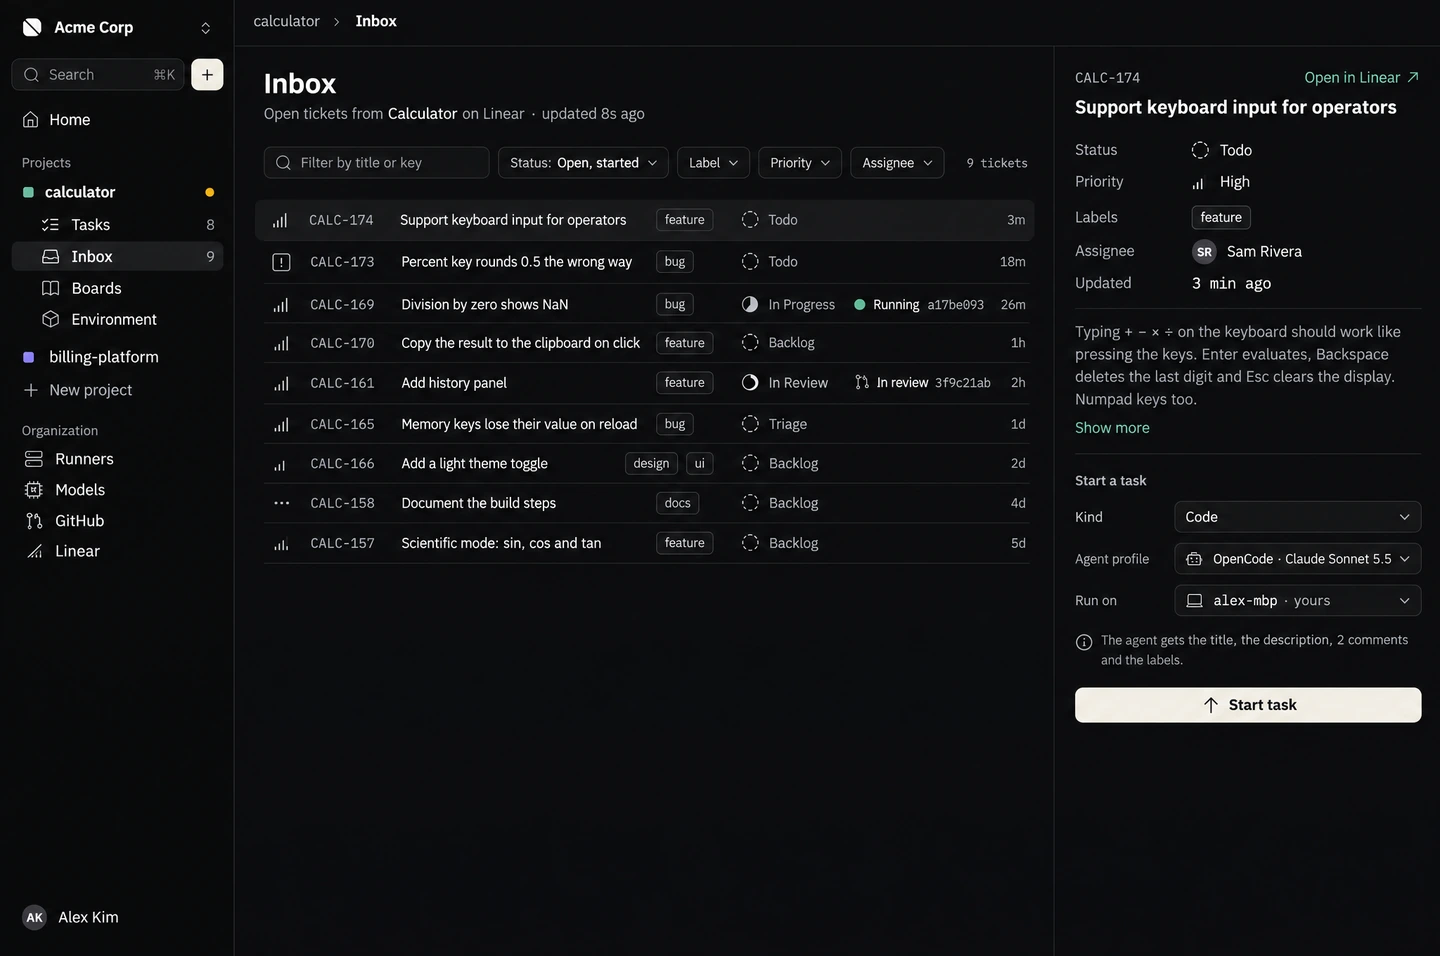 Acme Corp
Search ⌘K
+
Home
Projects
calculator
Tasks 8
Inbox 9
Boards
Environment
billing-platform
New project
Organization
Runners
Models
GitHub
Linear
AK Alex Kim
calculator > Inbox
Inbox
Open tickets from Calculator on Linear · updated 8s ago
Filter by title or key Status: Open, started Label Priority Assignee 9 tickets
CALC-174 Support keyboard input for operators feature Todo 3m
CALC-173 Percent key rounds 0.5 the wrong way bug Todo 18m
CALC-169 Division by zero shows NaN bug In Progress Running a17be093 26m
CALC-170 Copy the result to the clipboard on click feature Backlog 1h
CALC-161 Add history panel feature In Review In review 3f9c21ab 2h
CALC-165 Memory keys lose their value on reload bug Triage 1d
CALC-166 Add a light theme toggle design ui Backlog 2d
CALC-158 Document the build steps docs Backlog 4d
CALC-157 Scientific mode: sin, cos and tan feature Backlog 5d
CALC-174 Open in Linear ↗
Support keyboard input for operators
Status Todo
Priority High
Labels feature
Assignee SR Sam Rivera
Updated 3 min ago
Typing + − × ÷ on the keyboard should work like
pressing the keys. Enter evaluates, Backspace
deletes the last digit and Esc clears the display.
Numpad keys too.
Show more
Start a task
Kind Code
Agent profile OpenCode · Claude Sonnet 5.5
Run on alex-mbp · yours
The agent gets the title, the description, 2 comments
and the labels.
Start task